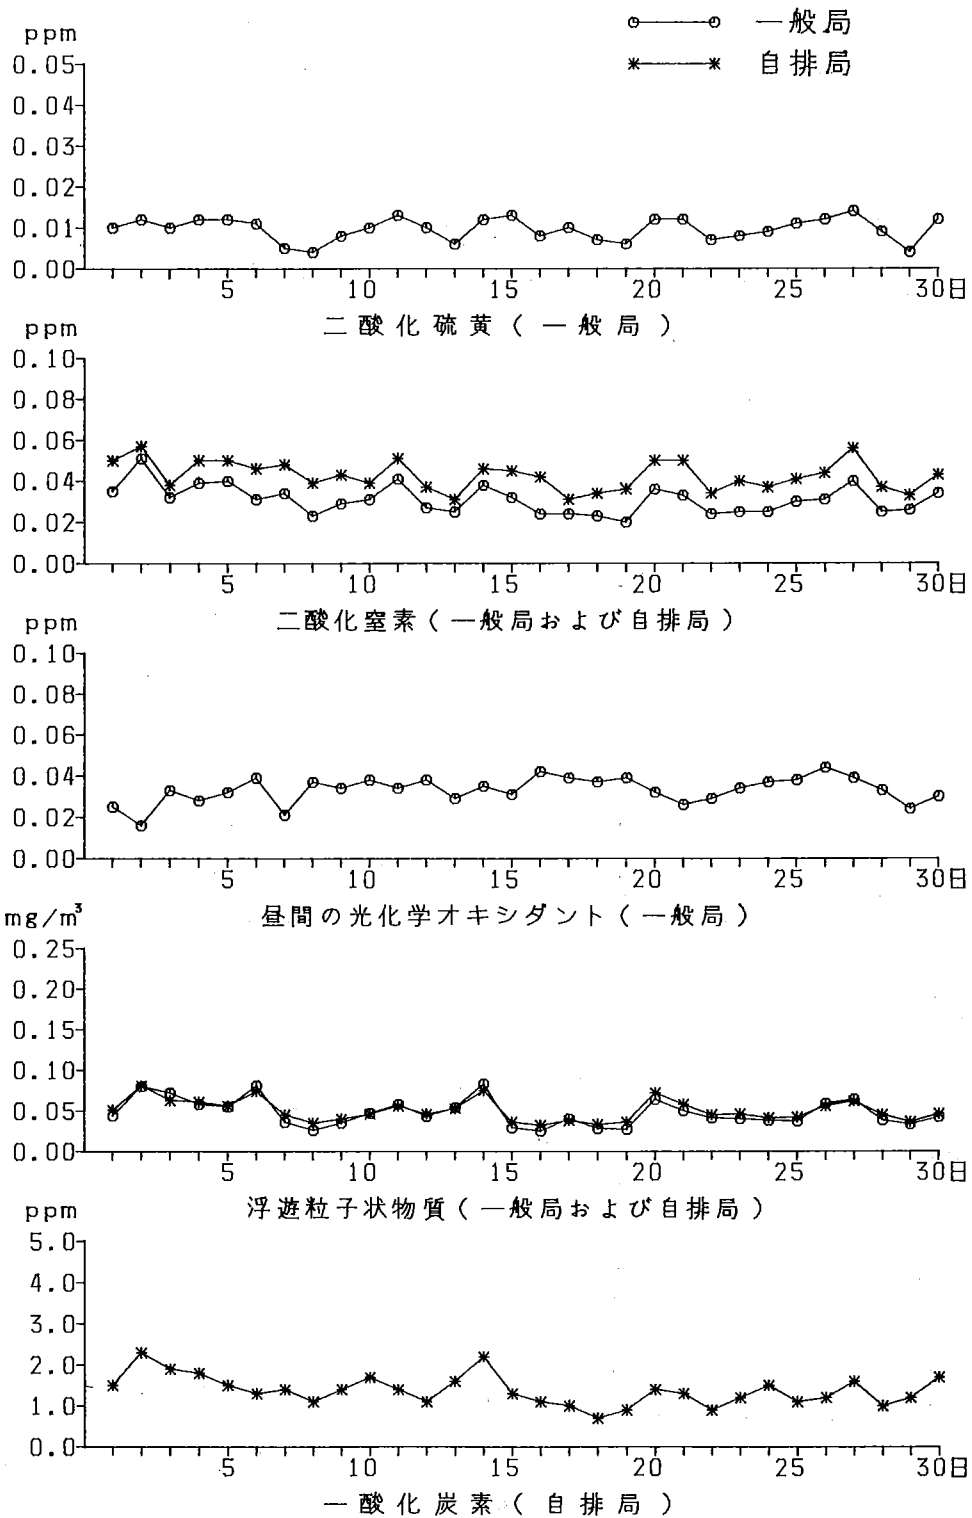 一般局
自排局
ppm
0.05
0.04
0.03
0.02
0.01
0.00
5 10 15 20 25 30日
二酸化硫黄(一般局)
ppm
0.10
0.08
0.06
0.04
0.02
0.00
5 10 15 20 25 30日
二酸化窒素(一般局および自排局)
ppm
0.10
0.08
0.06
0.04
0.02
0.00
5 10 15 20 25 30日
昼間の光化学オキシダント(一般局)
mg/m³
0.25
0.20
0.15
0.10
0.05
0.00
5 10 15 20 25 30日
浮遊粒子状物質(一般局および自排局)
ppm
5.0
4.0
3.0
2.0
1.0
0.0
5 10 15 20 25 30日
一酸化炭素(自排局)